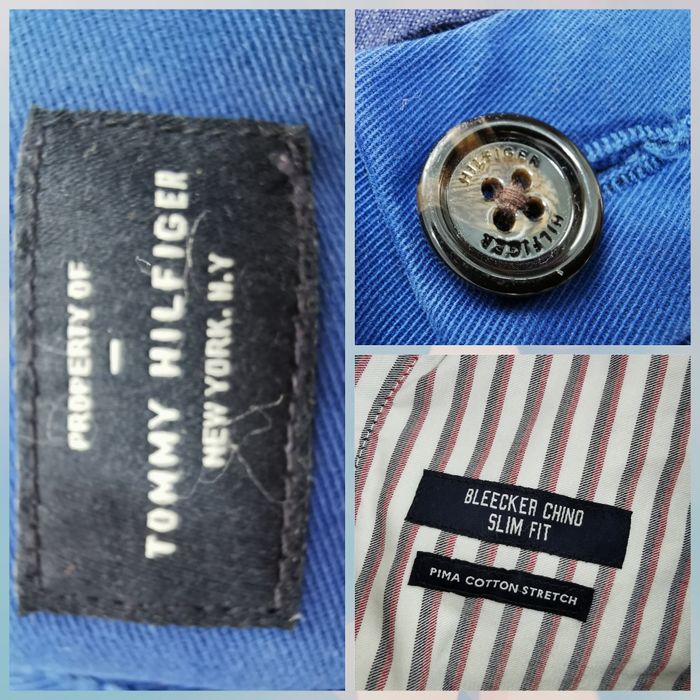 PROPERTY OF
TOMMY HILFIGER
NEW YORK. N.Y
HILFIGER
HILFIGER
BLEECKER CHINO
SLIM FIT
PIMA COTTON STRETCH